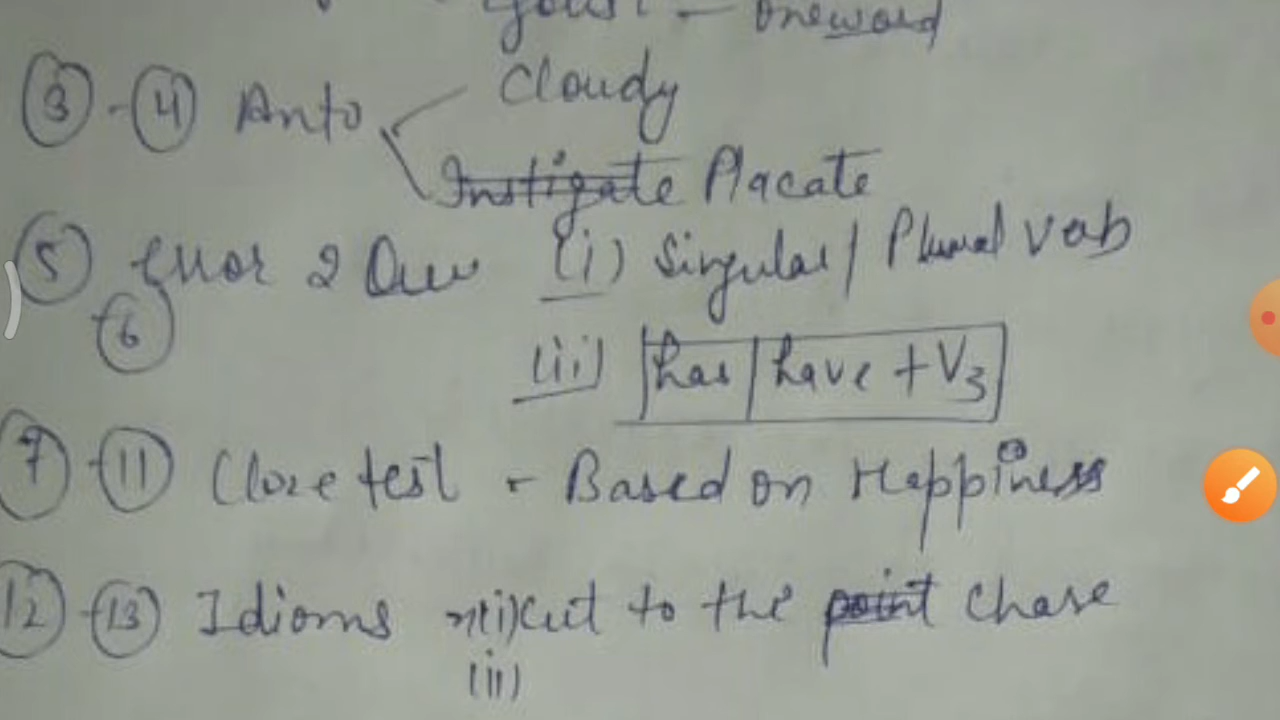 - Oneword
③-④ Anto Cloudy
Instigate Placate
⑤ Error 2 Que (i) Singular/Plural Vab
-⑥
(ii) has/have + V3
⑦-⑪ Cloze test - Based on Happiness
⑫-⑬ Idioms (i) Cut to the point Chase
(ii)